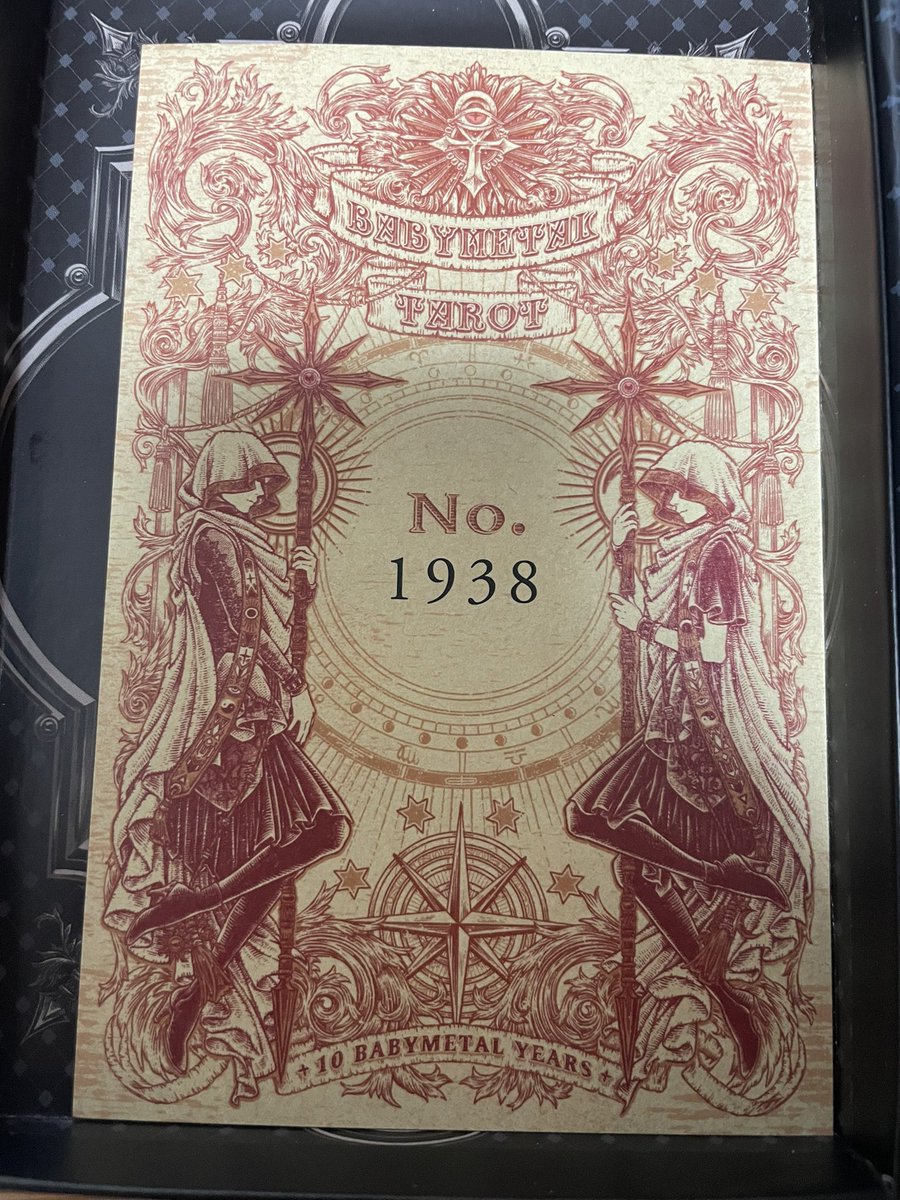 BABYMETAL
TAROT
No.
1938
10 BABYMETAL YEARS